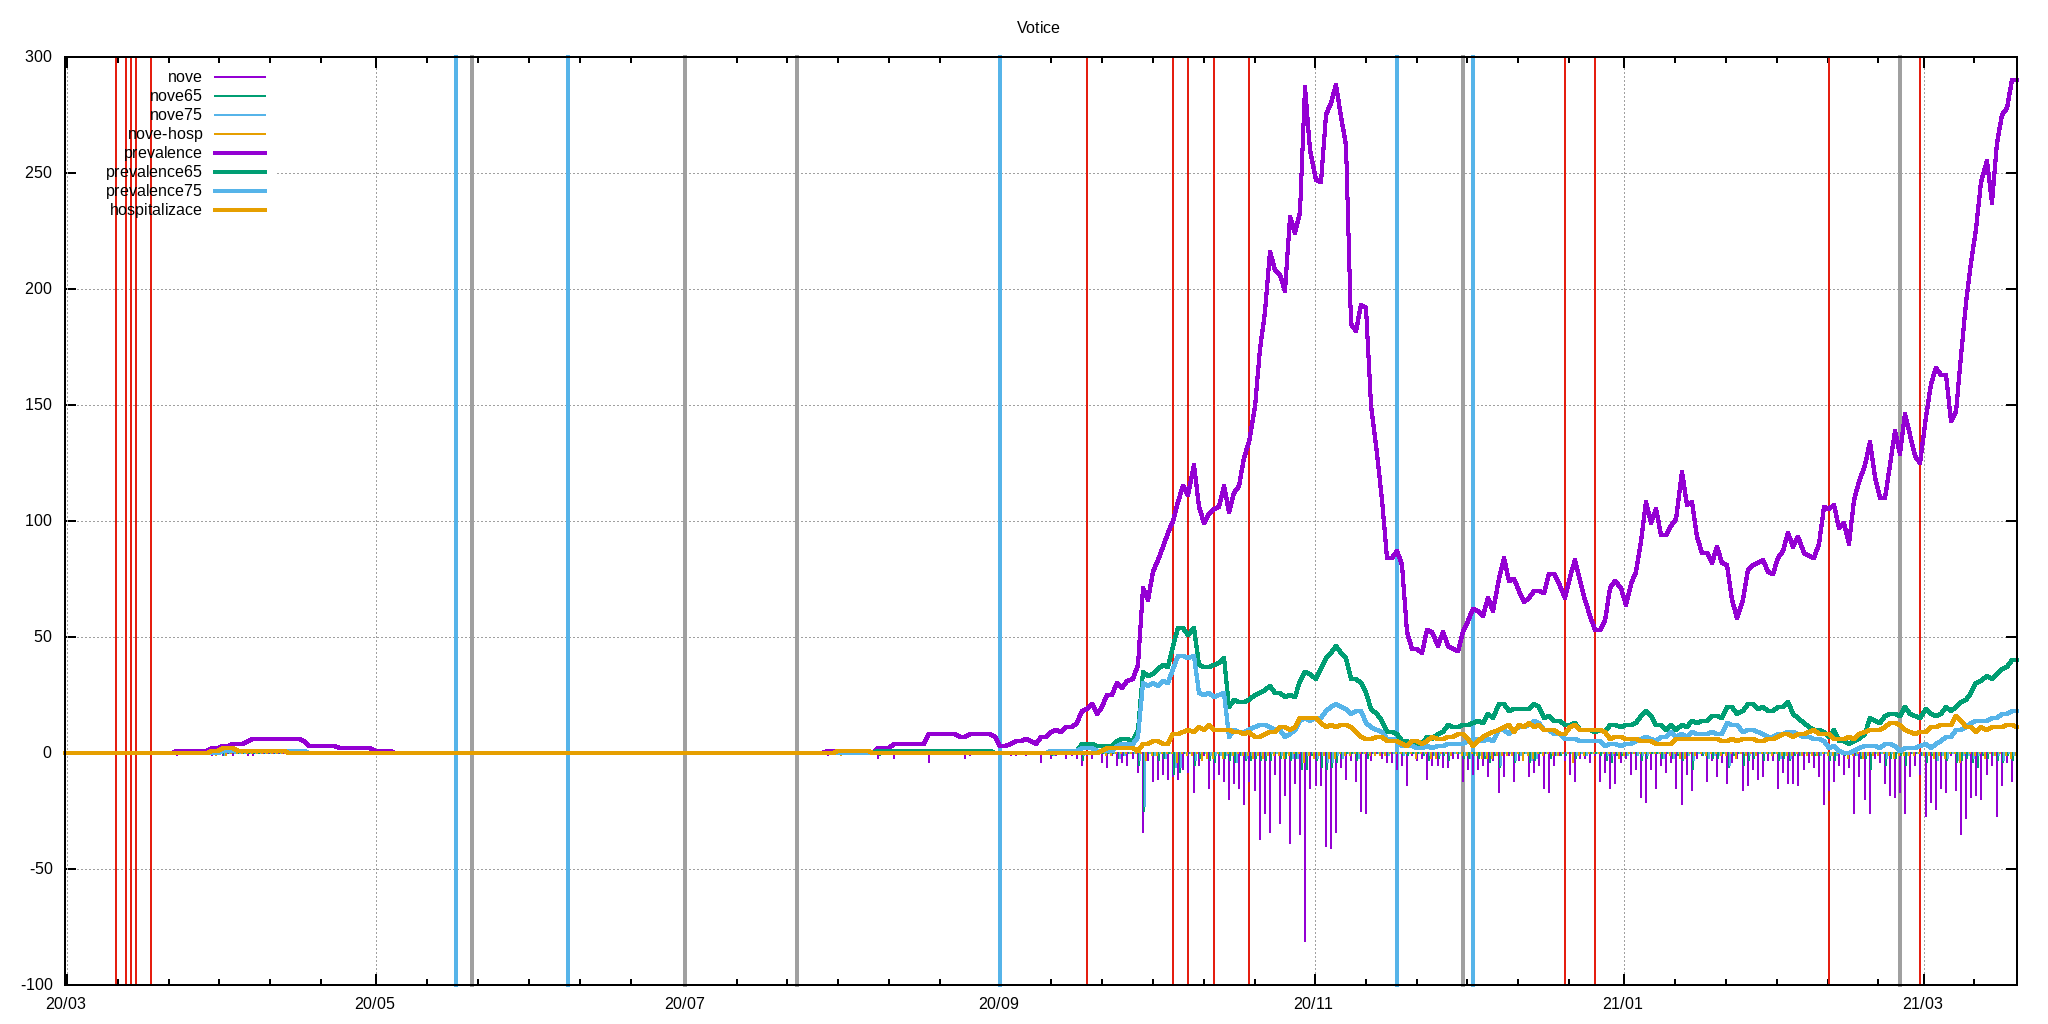 Votice
300
250
200
150
100
50
0
-50
-100
nove
nove65
nove75
nove-hosp
prevalence
prevalence65
prevalence75
hospitalizace
20/03 20/05 20/07 20/09 20/11 21/01 21/03